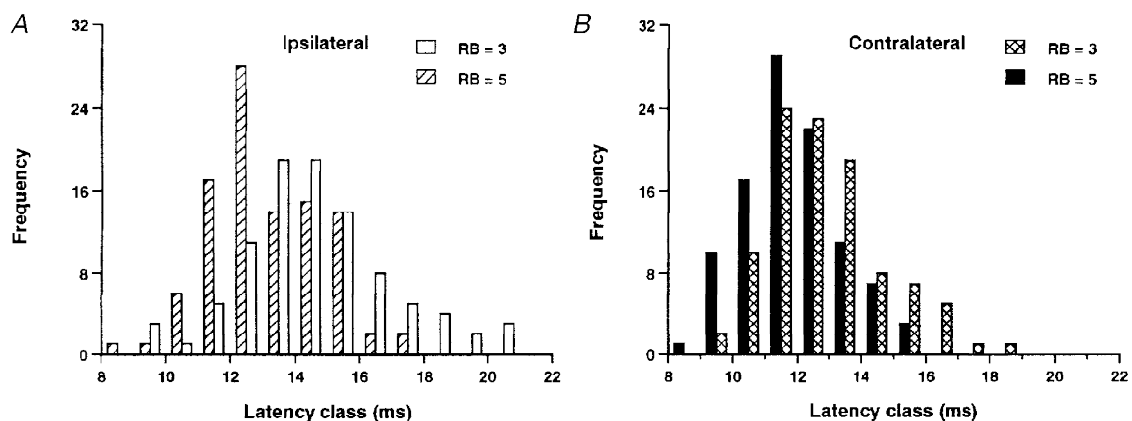 A
Ipsilateral
RB = 3
RB = 5
Frequency
32
24
16
8
0
8 10 12 14 16 18 20 22
Latency class (ms)
B
Contralateral
RB = 3
RB = 5
Frequency
32
24
16
8
0
8 10 12 14 16 18 20 22
Latency class (ms)